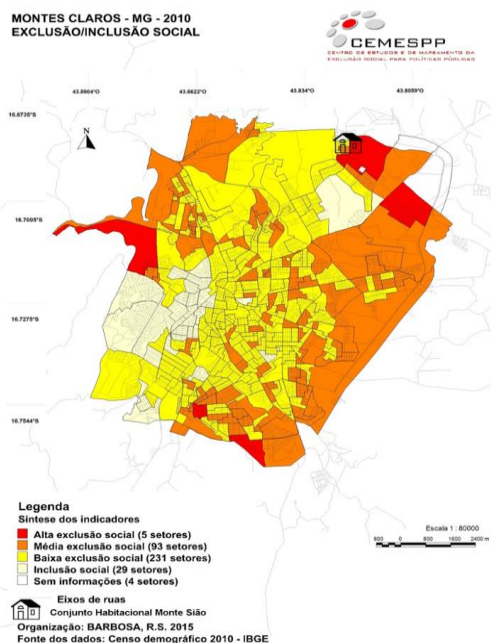 MONTES CLAROS - MG - 2010
EXCLUSÃO/INCLUSÃO SOCIAL
CEMESPP
CENTRO DE ESTUDOS E DE MAPEAMENTO DA
EXCLUSÃO SOCIAL PARA POLÍTICAS PÚBLICAS
43.8904°O 43.8622°O 43.834°O 43.8059°O
16.6735°S
N
16.7005°S
16.7275°S
16.7544°S
Legenda
Síntese dos indicadores
Alta exclusão social (5 setores)
Média exclusão social (93 setores)
Baixa exclusão social (231 setores)
Inclusão social (29 setores)
Sem informações (4 setores)
Eixos de ruas
Conjunto Habitacional Monte Sião
Organização: BARBOSA, R.S. 2015
Fonte dos dados: Censo demográfico 2010 - IBGE
Escala 1 : 80000
800 0 800 1600 2400 m